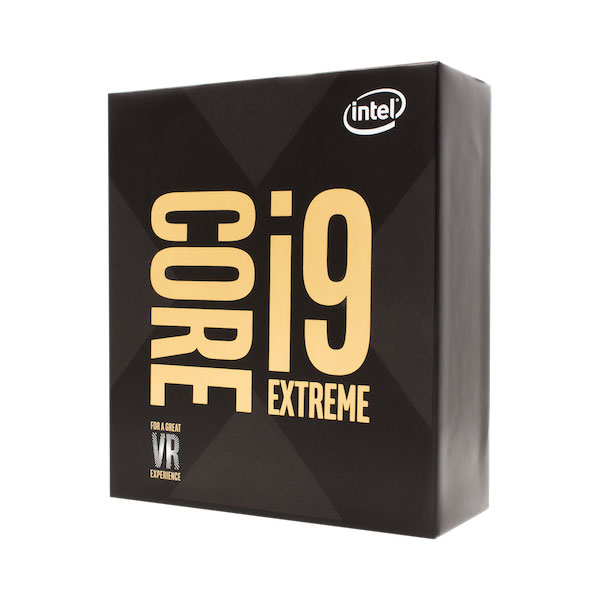 intel
CORE
i9
EXTREME
FOR A GREAT
VR
EXPERIENCE